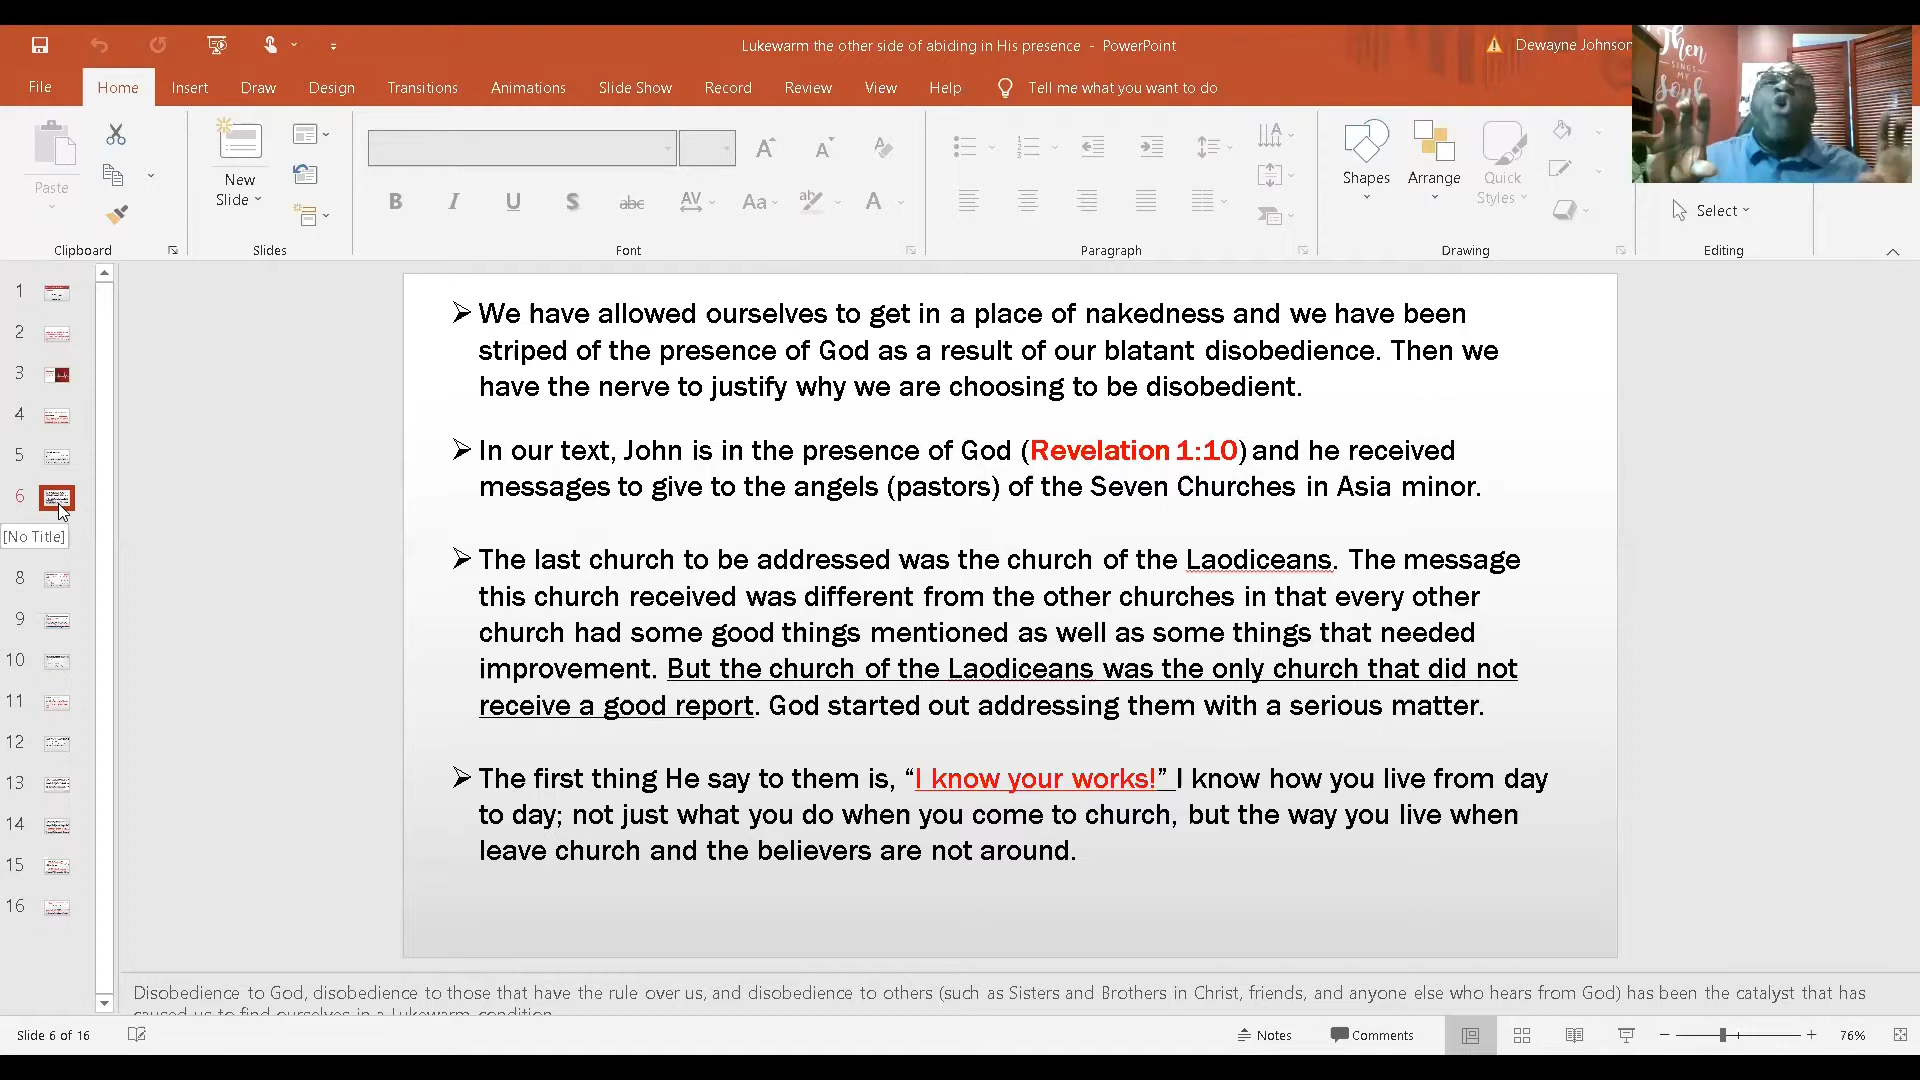 Lukewarm the other side of abiding in His presence - PowerPoint
Dewayne Johnson
Then
SINGS
MY
Soul
File Home Insert Draw Design Transitions Animations Slide Show Record Review View Help Tell me what you want to do
Paste
New
Slide
B I U S abc AV Aa A
Shapes Arrange Quick
Styles
Select
Clipboard Slides Font Paragraph Drawing Editing
1
2
3
4
5
6
[No Title]
8
9
10
11
12
13
14
15
16
We have allowed ourselves to get in a place of nakedness and we have been
striped of the presence of God as a result of our blatant disobedience. Then we
have the nerve to justify why we are choosing to be disobedient.
In our text, John is in the presence of God (Revelation 1:10) and he received
messages to give to the angels (pastors) of the Seven Churches in Asia minor.
The last church to be addressed was the church of the Laodiceans. The message
this church received was different from the other churches in that every other
church had some good things mentioned as well as some things that needed
improvement. But the church of the Laodiceans was the only church that did not
receive a good report. God started out addressing them with a serious matter.
The first thing He say to them is, “I know your works!” I know how you live from day
to day; not just what you do when you come to church, but the way you live when
leave church and the believers are not around.
Disobedience to God, disobedience to those that have the rule over us, and disobedience to others (such as Sisters and Brothers in Christ, friends, and anyone else who hears from God) has been the catalyst that has
caused us to find ourselves in a Lukewarm condition
Slide 6 of 16
Notes Comments 76%